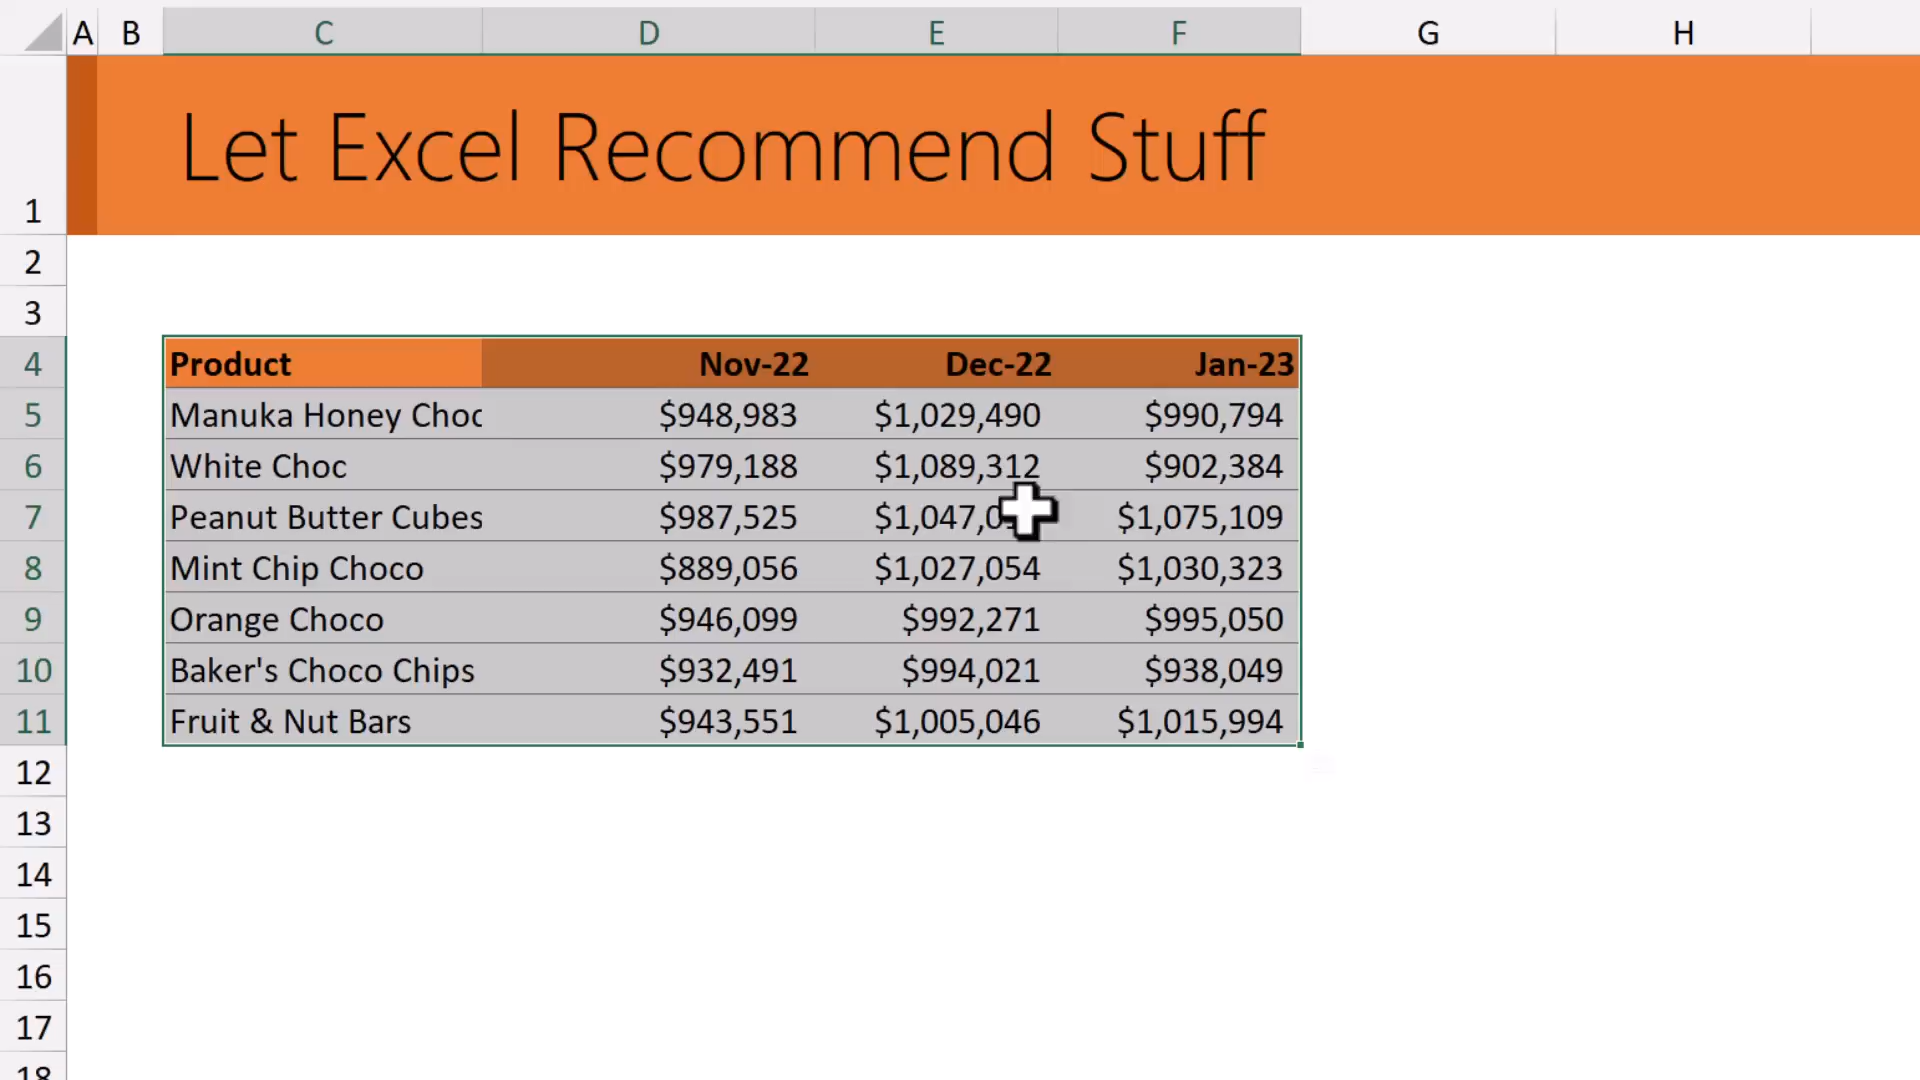 A B C D E F G H
1 Let Excel Recommend Stuff
2
3
4 Product Nov-22 Dec-22 Jan-23
5 Manuka Honey Choc $948,983 $1,029,490 $990,794
6 White Choc $979,188 $1,089,312 $902,384
7 Peanut Butter Cubes $987,525 $1,075,109
8 Mint Chip Choco $889,056 $1,027,054 $1,030,323
9 Orange Choco $946,099 $992,271 $995,050
10 Baker's Choco Chips $932,491 $994,021 $938,049
11 Fruit & Nut Bars $943,551 $1,005,046 $1,015,994
12
13
14
15
16
17
18